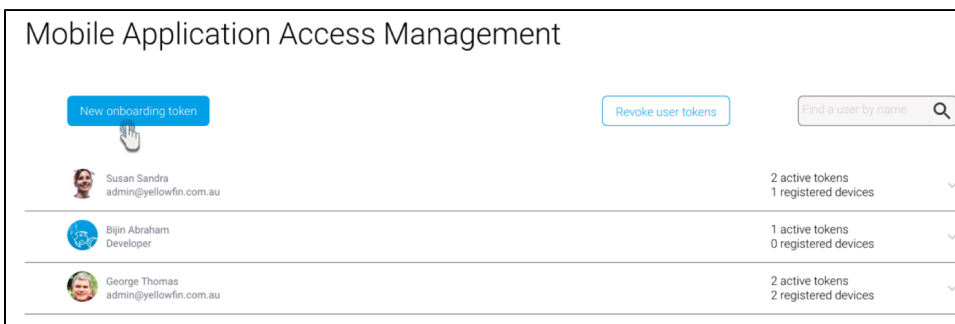 Mobile Application Access Management
New onboarding token
Revoke user tokens
Find a user by name
Susan Sandra
admin@yellowfin.com.au
2 active tokens
1 registered devices
Bijin Abraham
Developer
1 active tokens
0 registered devices
George Thomas
admin@yellowfin.com.au
2 active tokens
2 registered devices